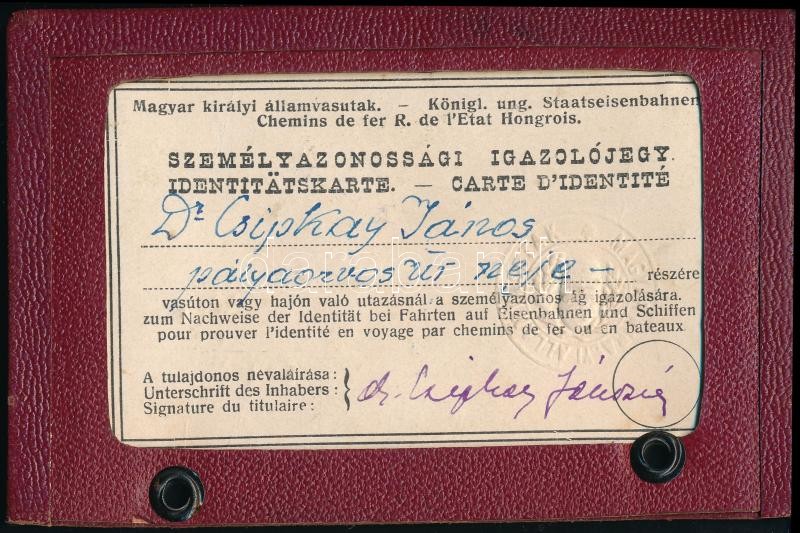 Magyar királyi államvasutak. — Königl. ung. Staatseisenbahnen
Chemins de fer R. de l'Etat Hongrois.
SZEMÉLYAZONOSSÁGI IGAZOLÓJEGY.
IDENTITÄTSKARTE. — CARTE D'IDENTITÉ
Dr Csipkay János
pályaorvos úr neje — részére
vasúton vagy hajón való utazásnál a személyazonos ág igazolására.
zum Nachweise der Identität bei Fahrten auf Eisenbahnen und Schiffen
pour prouver l'identité en voyage par chemins de fer ou en bateaux
A tulajdonos névaláirása:
Unterschrift des Inhabers:
Signature du titulaire:
dr. Csipkay Jánosné